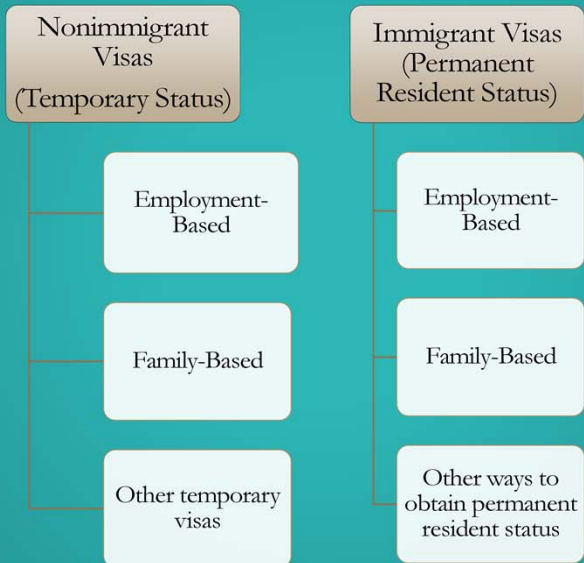 Nonimmigrant
Visas
(Temporary Status)
Employment-
Based
Family-Based
Other temporary
visas
Immigrant Visas
(Permanent
Resident Status)
Employment-
Based
Family-Based
Other ways to
obtain permanent
resident status